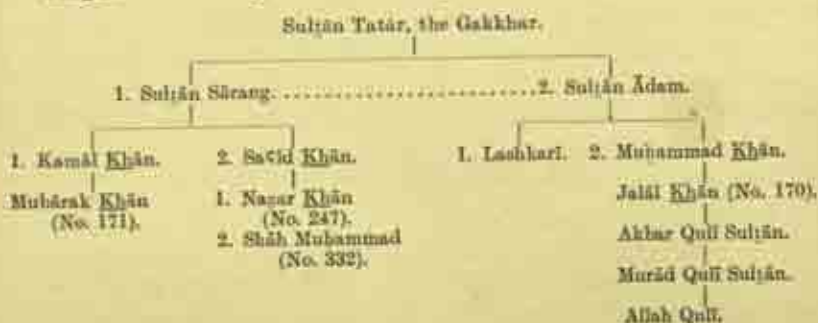 Sulṭān Tatār, the Gakkhar.
1. Sulṭān Sārang. .................................2. Sulṭān Ādam.
1. Kamāl Khān. 2. Saʿīd Khān. 1. Lashkarī. 2. Muḥammad Khān.
Mubārak Khān 1. Naẓar Khān Jalāl Khān (No. 170).
(No. 171). (No. 247).
2. Shāh Muḥammad Akbar Qulī Sulṭān.
(No. 332).
Murād Qulī Sulṭān.
Allah Qulī.